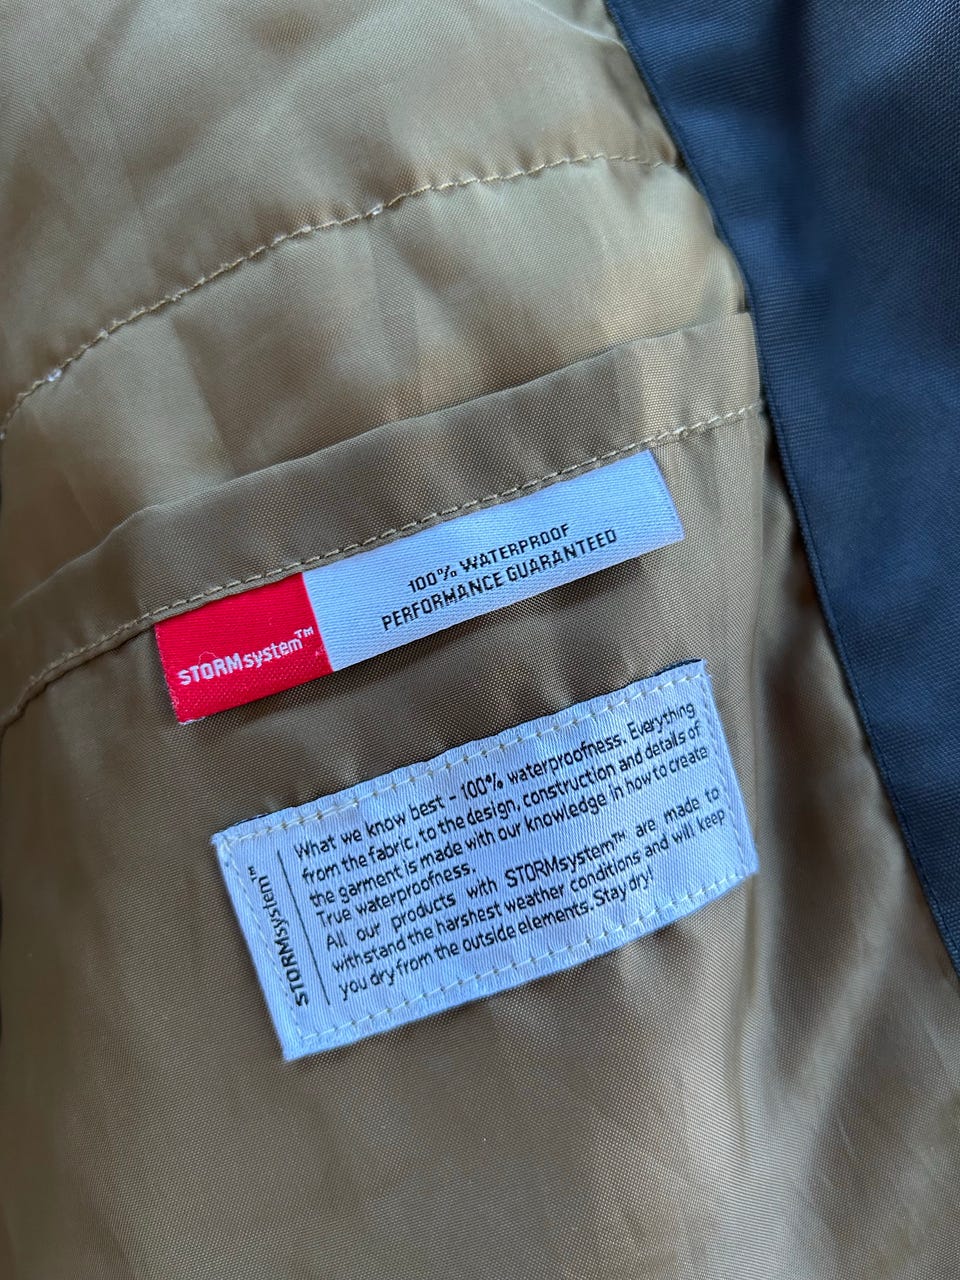 STORMsystem™
100% WATERPROOF
PERFORMANCE GUARANTEED
STORMsystem™
What we know best - 100% waterproofness. Everything
from the fabric, to the design, construction and details of
the garment is made with our knowledge in how to create
True waterproofness.
All our products with STORMsystem™ are made to
withstand the harshest weather conditions and will keep
you dry from the outside elements. Stay dry!